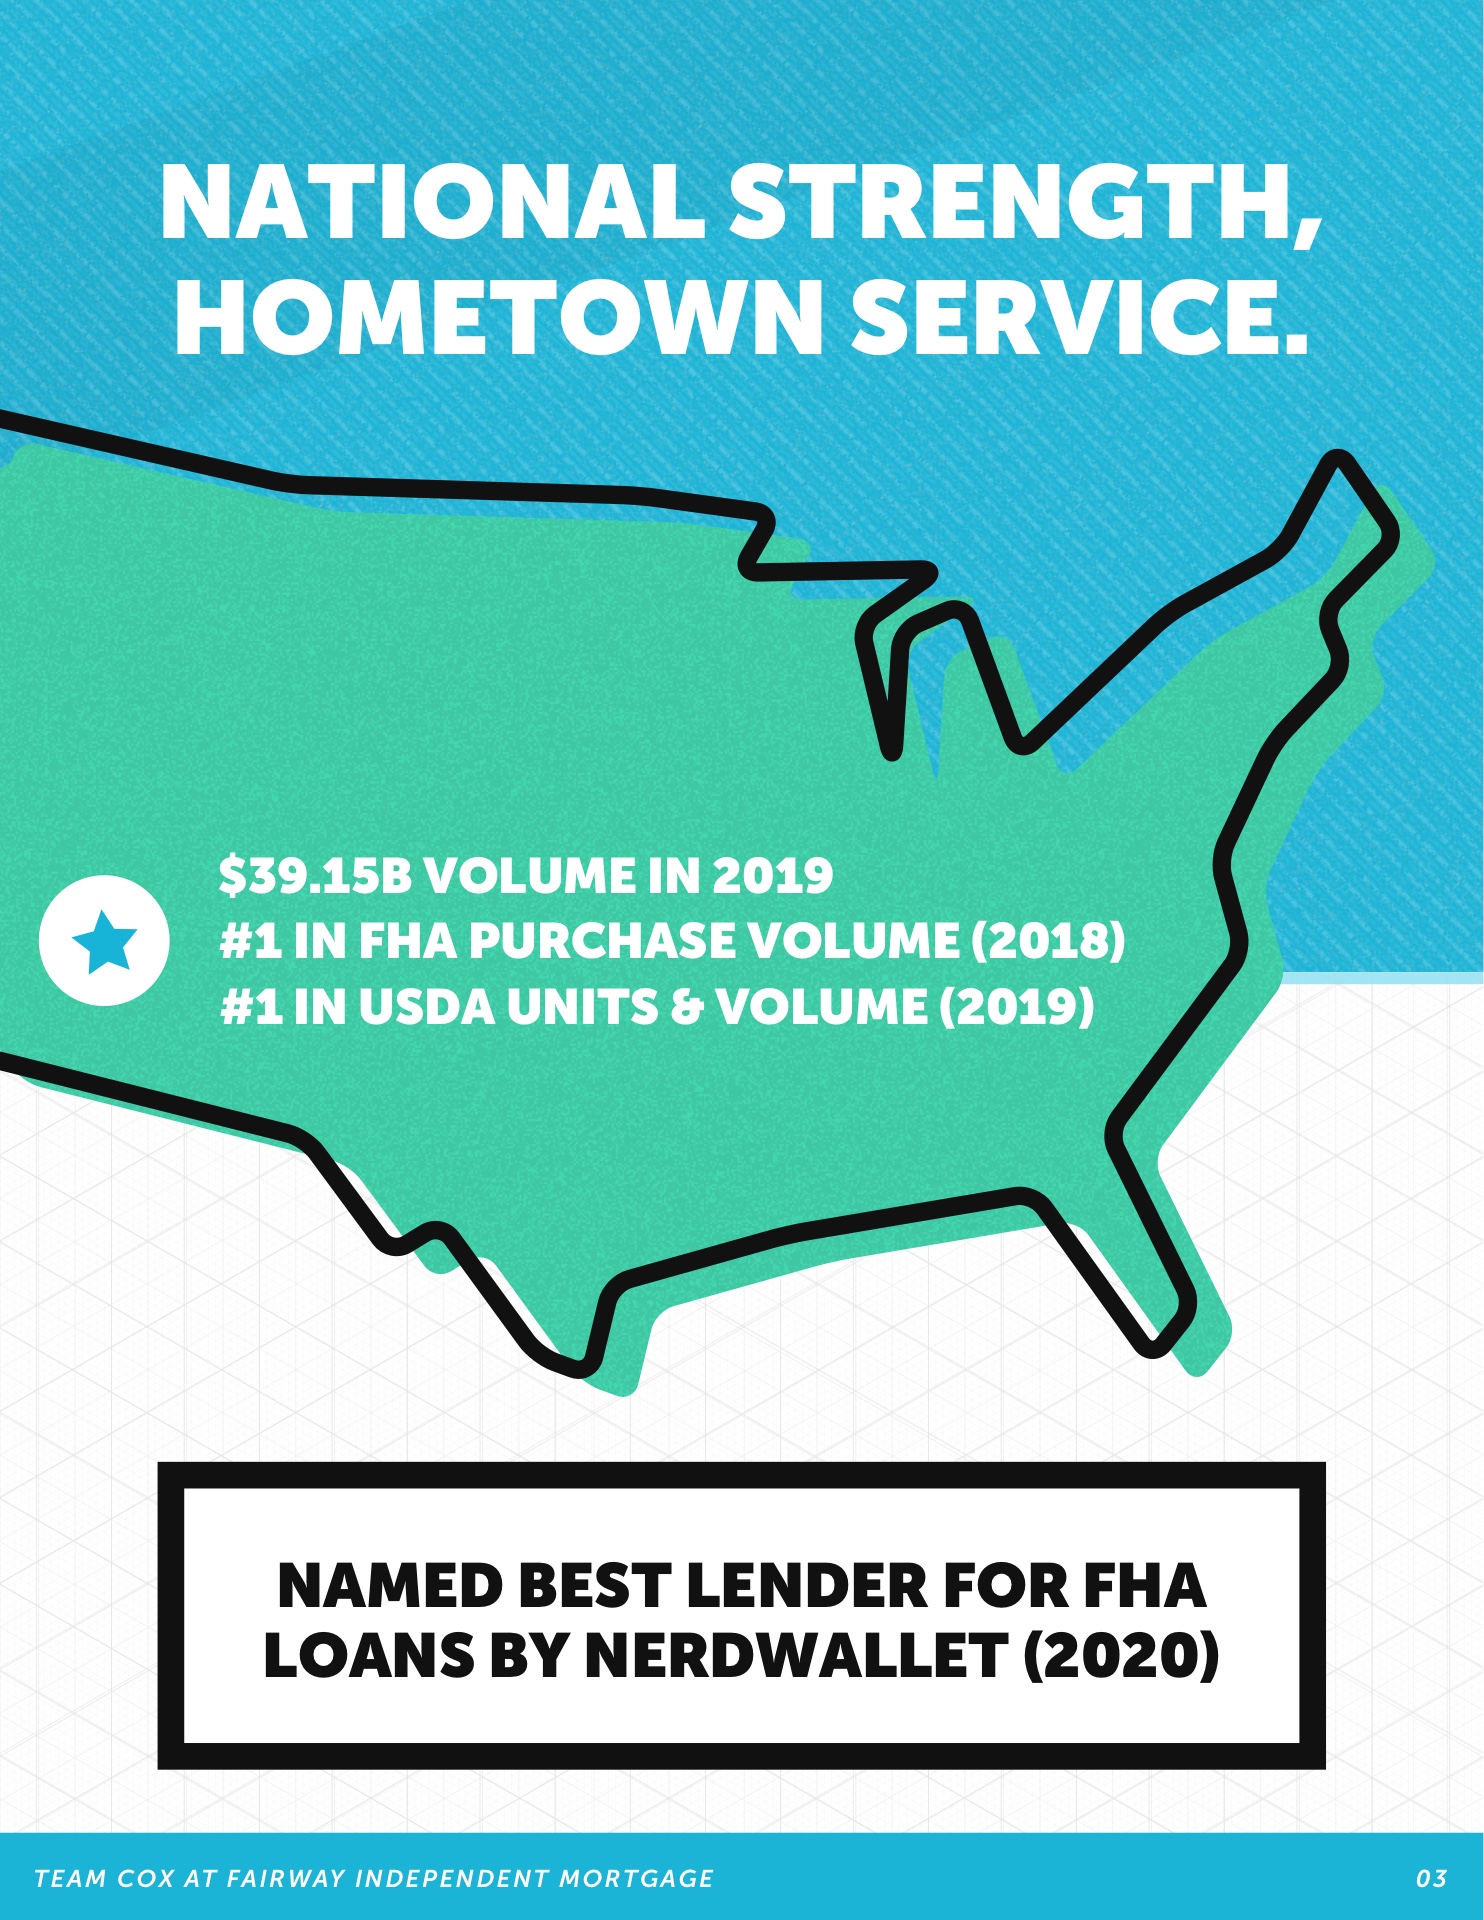 NATIONAL STRENGTH,
HOMETOWN SERVICE.
$39.15B VOLUME IN 2019
#1 IN FHA PURCHASE VOLUME (2018)
#1 IN USDA UNITS & VOLUME (2019)
NAMED BEST LENDER FOR FHA
LOANS BY NERDWALLET (2020)
TEAM COX AT FAIRWAY INDEPENDENT MORTGAGE
03